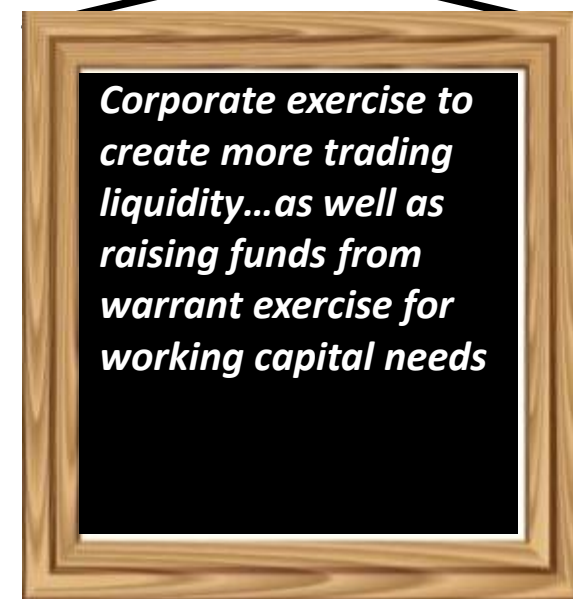 Corporate exercise to
create more trading
liquidity…as well as
raising funds from
warrant exercise for
working capital needs